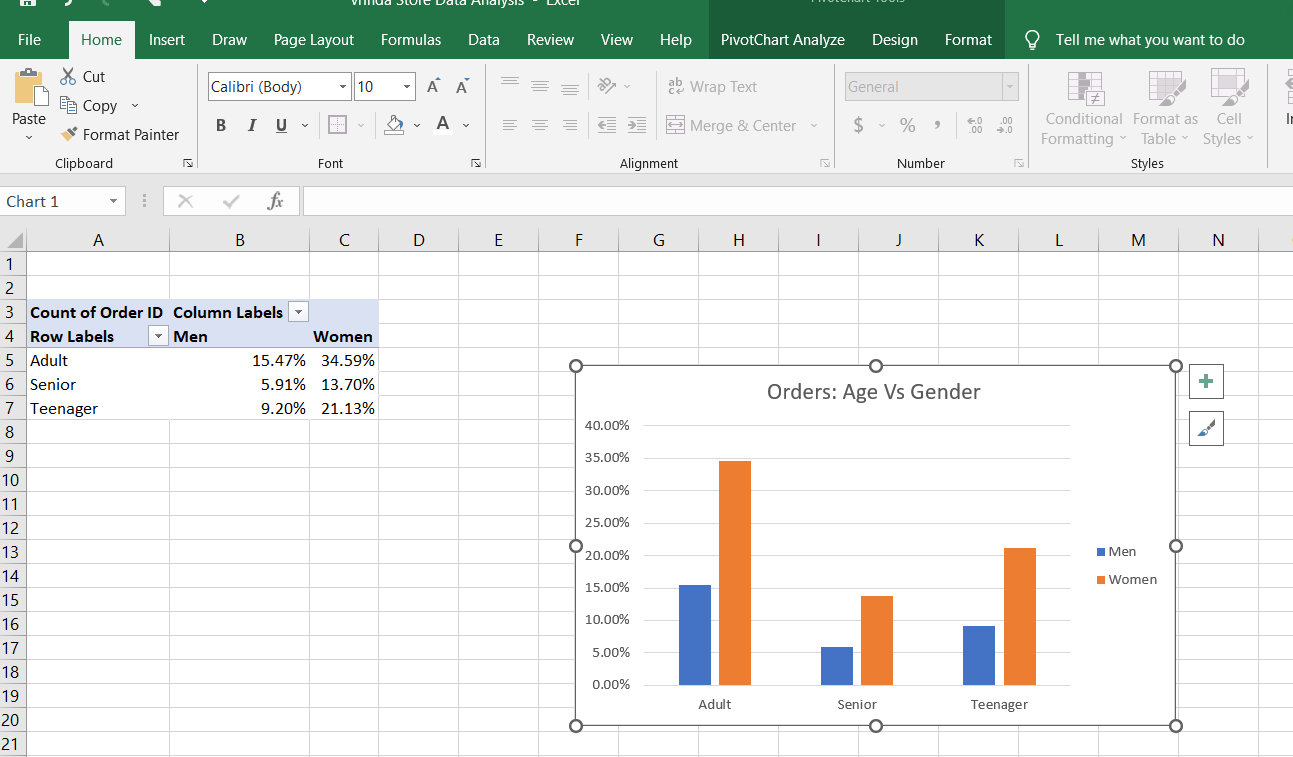 Vrinda Store Data Analysis - Excel
PivotChart Tools
File Home Insert Draw Page Layout Formulas Data Review View Help PivotChart Analyze Design Format Tell me what you want to do
Paste
Cut
Copy
Format Painter
Clipboard
Calibri (Body) 10 A A
B I U A
Font
ab Wrap Text
Merge & Center
Alignment
General
$ % ,
Number
Conditional Formatting
Format as Table
Cell Styles
Styles
Chart 1 fx
A B C D E F G H I J K L M N
1
2
3 Count of Order ID Column Labels
4 Row Labels Men Women
5 Adult 15.47% 34.59%
6 Senior 5.91% 13.70%
7 Teenager 9.20% 21.13%
8
9
10
11
12
13
14
15
16
17
18
19
20
21
Orders: Age Vs Gender
40.00%
35.00%
30.00%
25.00%
20.00%
15.00%
10.00%
5.00%
0.00%
Adult Senior Teenager
Men
Women